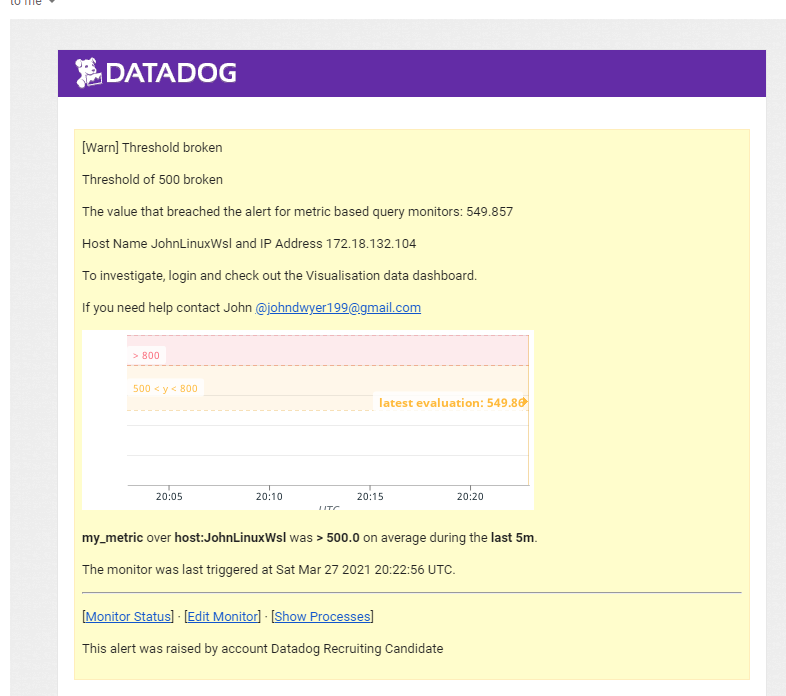 to me
DATADOG
[Warn] Threshold broken
Threshold of 500 broken
The value that breached the alert for metric based query monitors: 549.857
Host Name JohnLinuxWsl and IP Address 172.18.132.104
To investigate, login and check out the Visualisation data dashboard.
If you need help contact John @johndwyer199@gmail.com
> 800
500 < y < 800
latest evaluation: 549.86
20:05 20:10 20:15 20:20
UTC
my_metric over host:JohnLinuxWsl was > 500.0 on average during the last 5m.
The monitor was last triggered at Sat Mar 27 2021 20:22:56 UTC.
[Monitor Status] · [Edit Monitor] · [Show Processes]
This alert was raised by account Datadog Recruiting Candidate